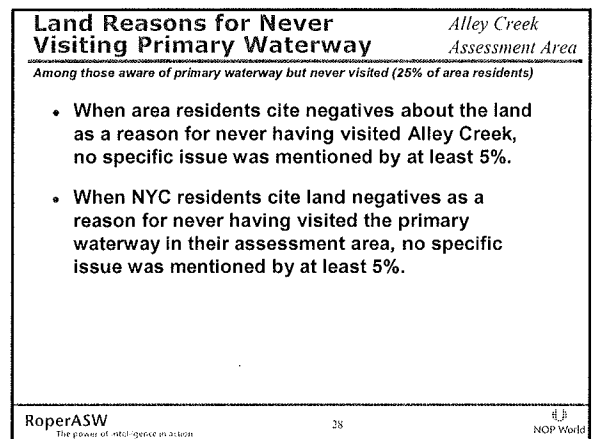 Land Reasons for Never
Visiting Primary Waterway
Alley Creek
Assessment Area
Among those aware of primary waterway but never visited (25% of area residents)
• When area residents cite negatives about the land
as a reason for never having visited Alley Creek,
no specific issue was mentioned by at least 5%.
• When NYC residents cite land negatives as a
reason for never having visited the primary
waterway in their assessment area, no specific
issue was mentioned by at least 5%.
RoperASW
The power of intelligence in action
28
NOP World